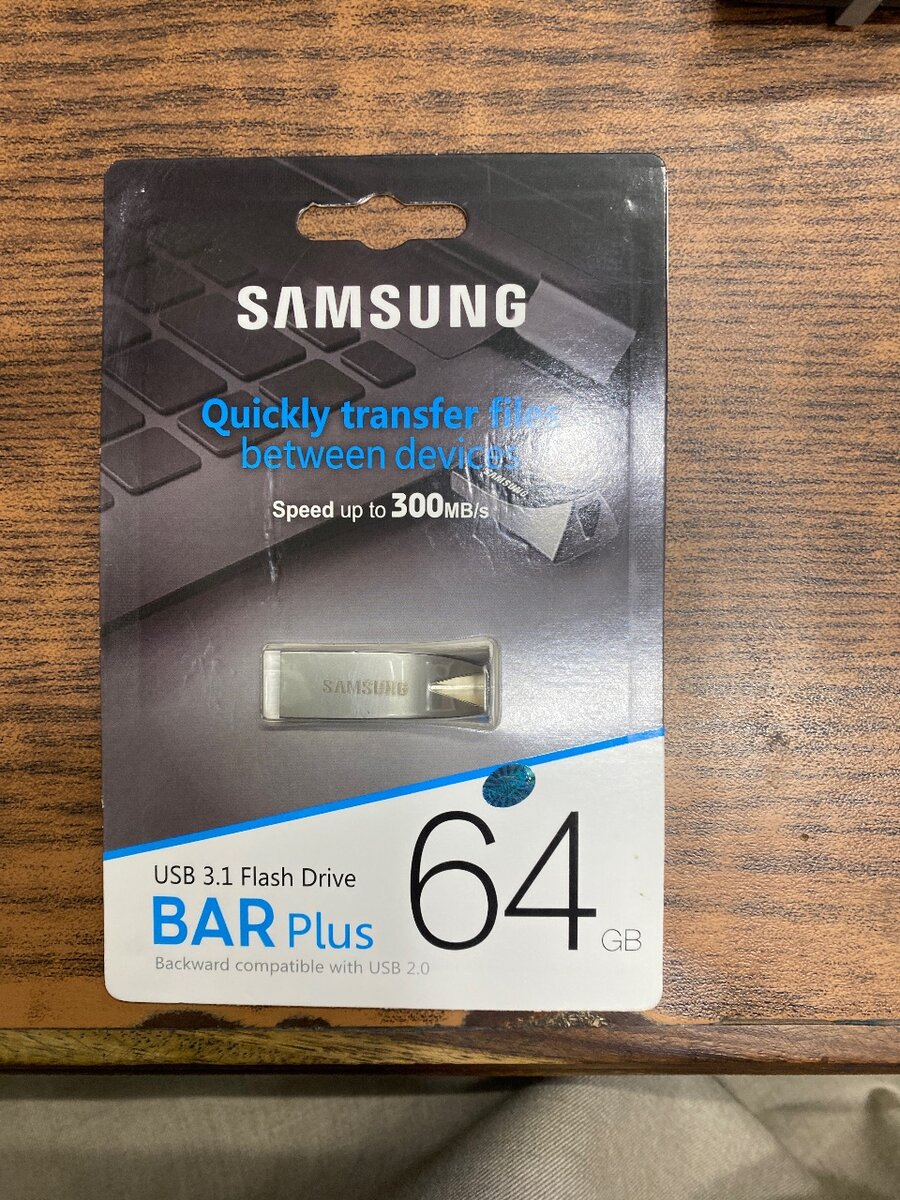 SAMSUNG
Quickly transfer files
between devices
Speed up to 300MB/s
SAMSUNG
SAMSUNG
USB 3.1 Flash Drive
64 GB
BAR Plus
Backward compatible with USB 2.0